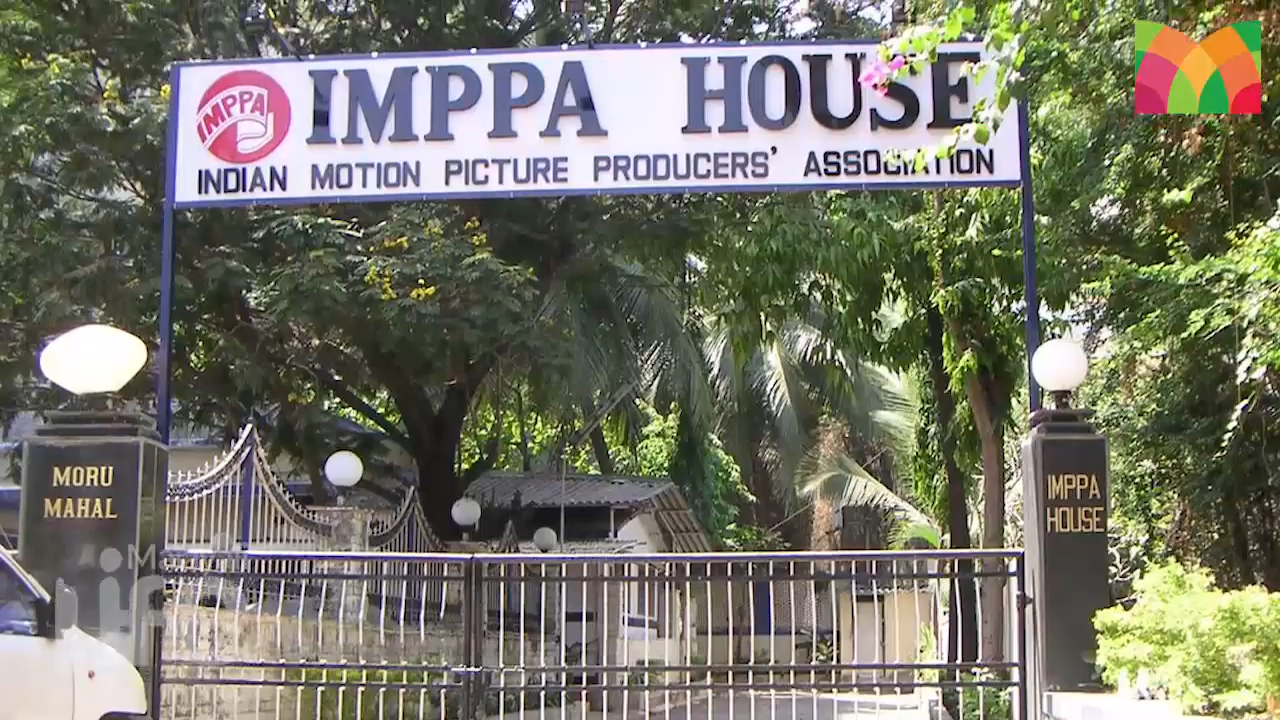 IMPPA
IMPPA HOUSE
INDIAN MOTION PICTURE PRODUCERS' ASSOCIATION
MORU
MAHAL
IMPPA
HOUSE